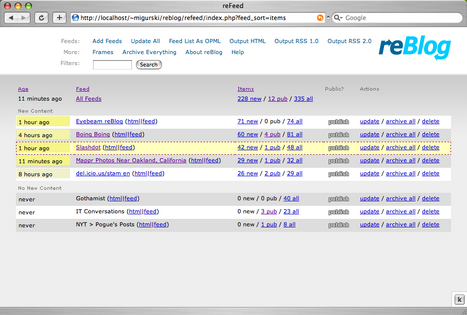 reFeed
http://localhost/~migurski/reblog/refeed/index.php?feed_sort=items
Google
Feeds: Add Feeds Update All Feed List As OPML Output HTML Output RSS 1.0 Output RSS 2.0
More: Frames Archive Everything About reBlog Help
Filters: Search
reBlog
Age Feed Items Public? Actions
11 minutes ago All Feeds 228 new / 12 pub / 335 all
New Content
1 hour ago Eyebeam reBlog (html|feed) 71 new / 0 pub / 74 all publish update / archive all / delete
4 hours ago Boing Boing (html|feed) 60 new / 4 pub / 81 all publish update / archive all / delete
1 hour ago Slashdot (html|feed) 42 new / 1 pub / 48 all publish update / archive all / delete
11 minutes ago Mappr Photos Near Oakland, California (html|feed) 29 new / 1 pub / 32 all publish update / archive all / delete
8 hours ago del.icio.us/stamen (html|feed) 26 new / 2 pub / 29 all publish update / archive all / delete
No New Content
never Gothamist (html|feed) 0 new / 0 pub / 40 all publish update / archive all / delete
never IT Conversations (html|feed) 0 new / 3 pub / 23 all publish update / archive all / delete
never NYT > Pogue's Posts (html|feed) 0 new / 1 pub / 8 all publish update / archive all / delete
k